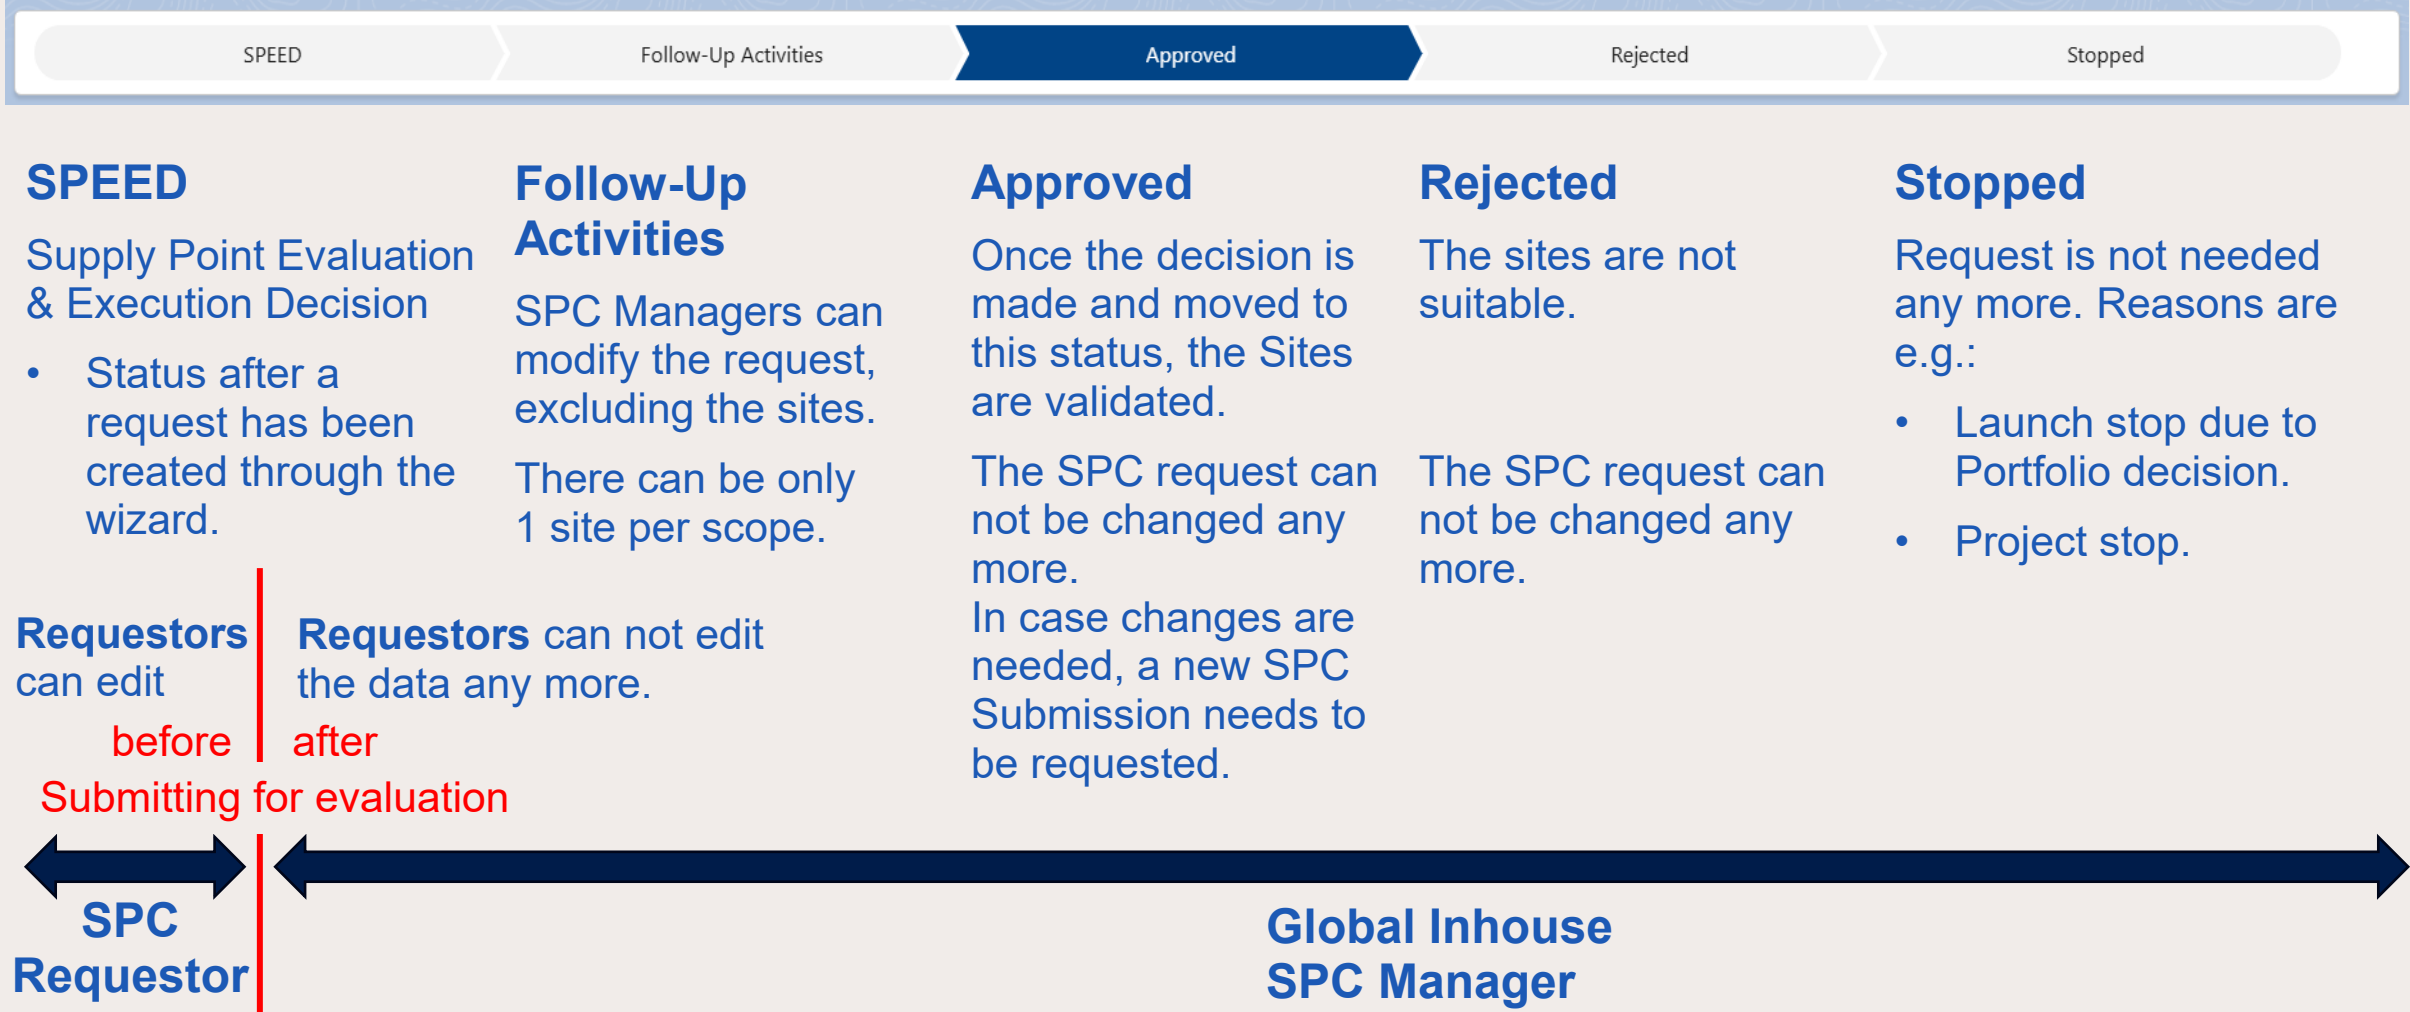 SPEED
Follow-Up Activities
Approved
Rejected
Stopped
SPEED
Supply Point Evaluation
& Execution Decision
• Status after a
request has been
created through the
wizard.
Follow-Up
Activities
SPC Managers can
modify the request,
excluding the sites.
There can be only
1 site per scope.
Approved
Once the decision is
made and moved to
this status, the Sites
are validated.
The SPC request can
not be changed any
more.
In case changes are
needed, a new SPC
Submission needs to
be requested.
Rejected
The sites are not
suitable.
The SPC request can
not be changed any
more.
Stopped
Request is not needed
any more. Reasons are
e.g.:
• Launch stop due to
Portfolio decision.
• Project stop.
Requestors
can edit
Requestors can not edit
the data any more.
before
after
Submitting for evaluation
SPC
Requestor
Global Inhouse
SPC Manager